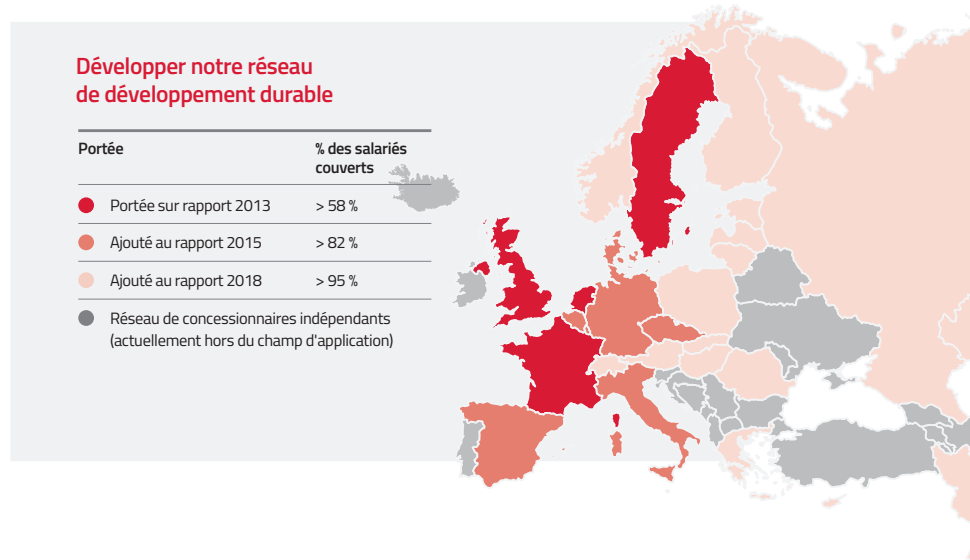 Développer notre réseau
de développement durable
Portée
% des salariés
couverts
Portée sur rapport 2013 > 58 %
Ajouté au rapport 2015 > 82 %
Ajouté au rapport 2018 > 95 %
Réseau de concessionnaires indépendants
(actuellement hors du champ d'application)